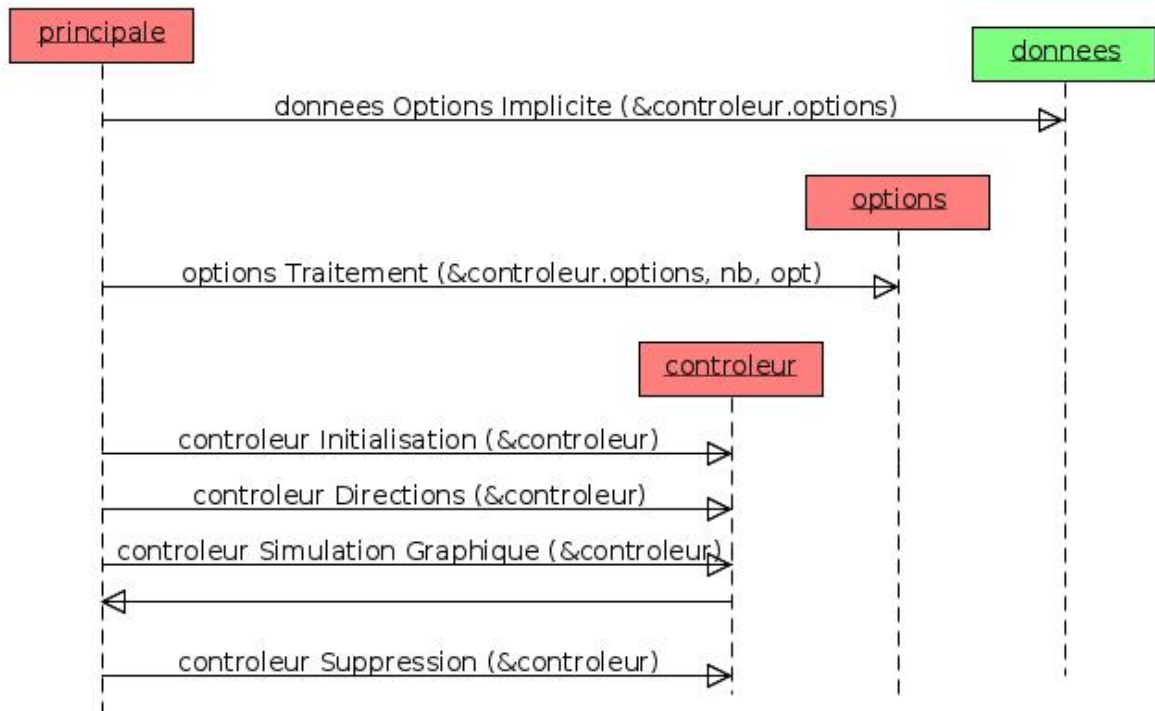 principale
donnees
donnees Options Implicite (&controleur.options)
options
options Traitement (&controleur.options, nb, opt)
controleur
controleur Initialisation (&controleur)
controleur Directions (&controleur)
controleur Simulation Graphique (&controleur)
controleur Suppression (&controleur)